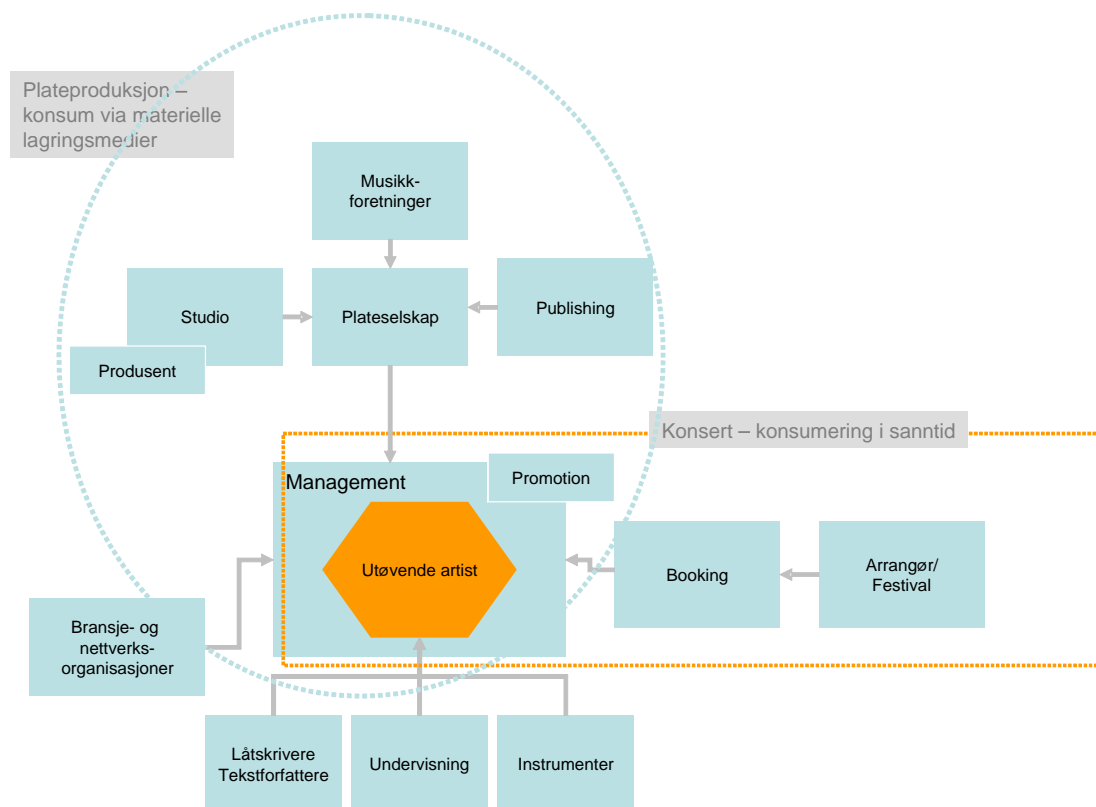 Plateproduksjon –
konsum via materielle
lagringsmedier
Musikk-
foretninger
Studio
Plateselskap
Publishing
Produsent
Konsert – konsumering i sanntid
Management
Promotion
Utøvende artist
Booking
Arrangør/
Festival
Bransje- og
nettverks-
organisasjoner
Låtskrivere
Tekstforfattere
Undervisning
Instrumenter